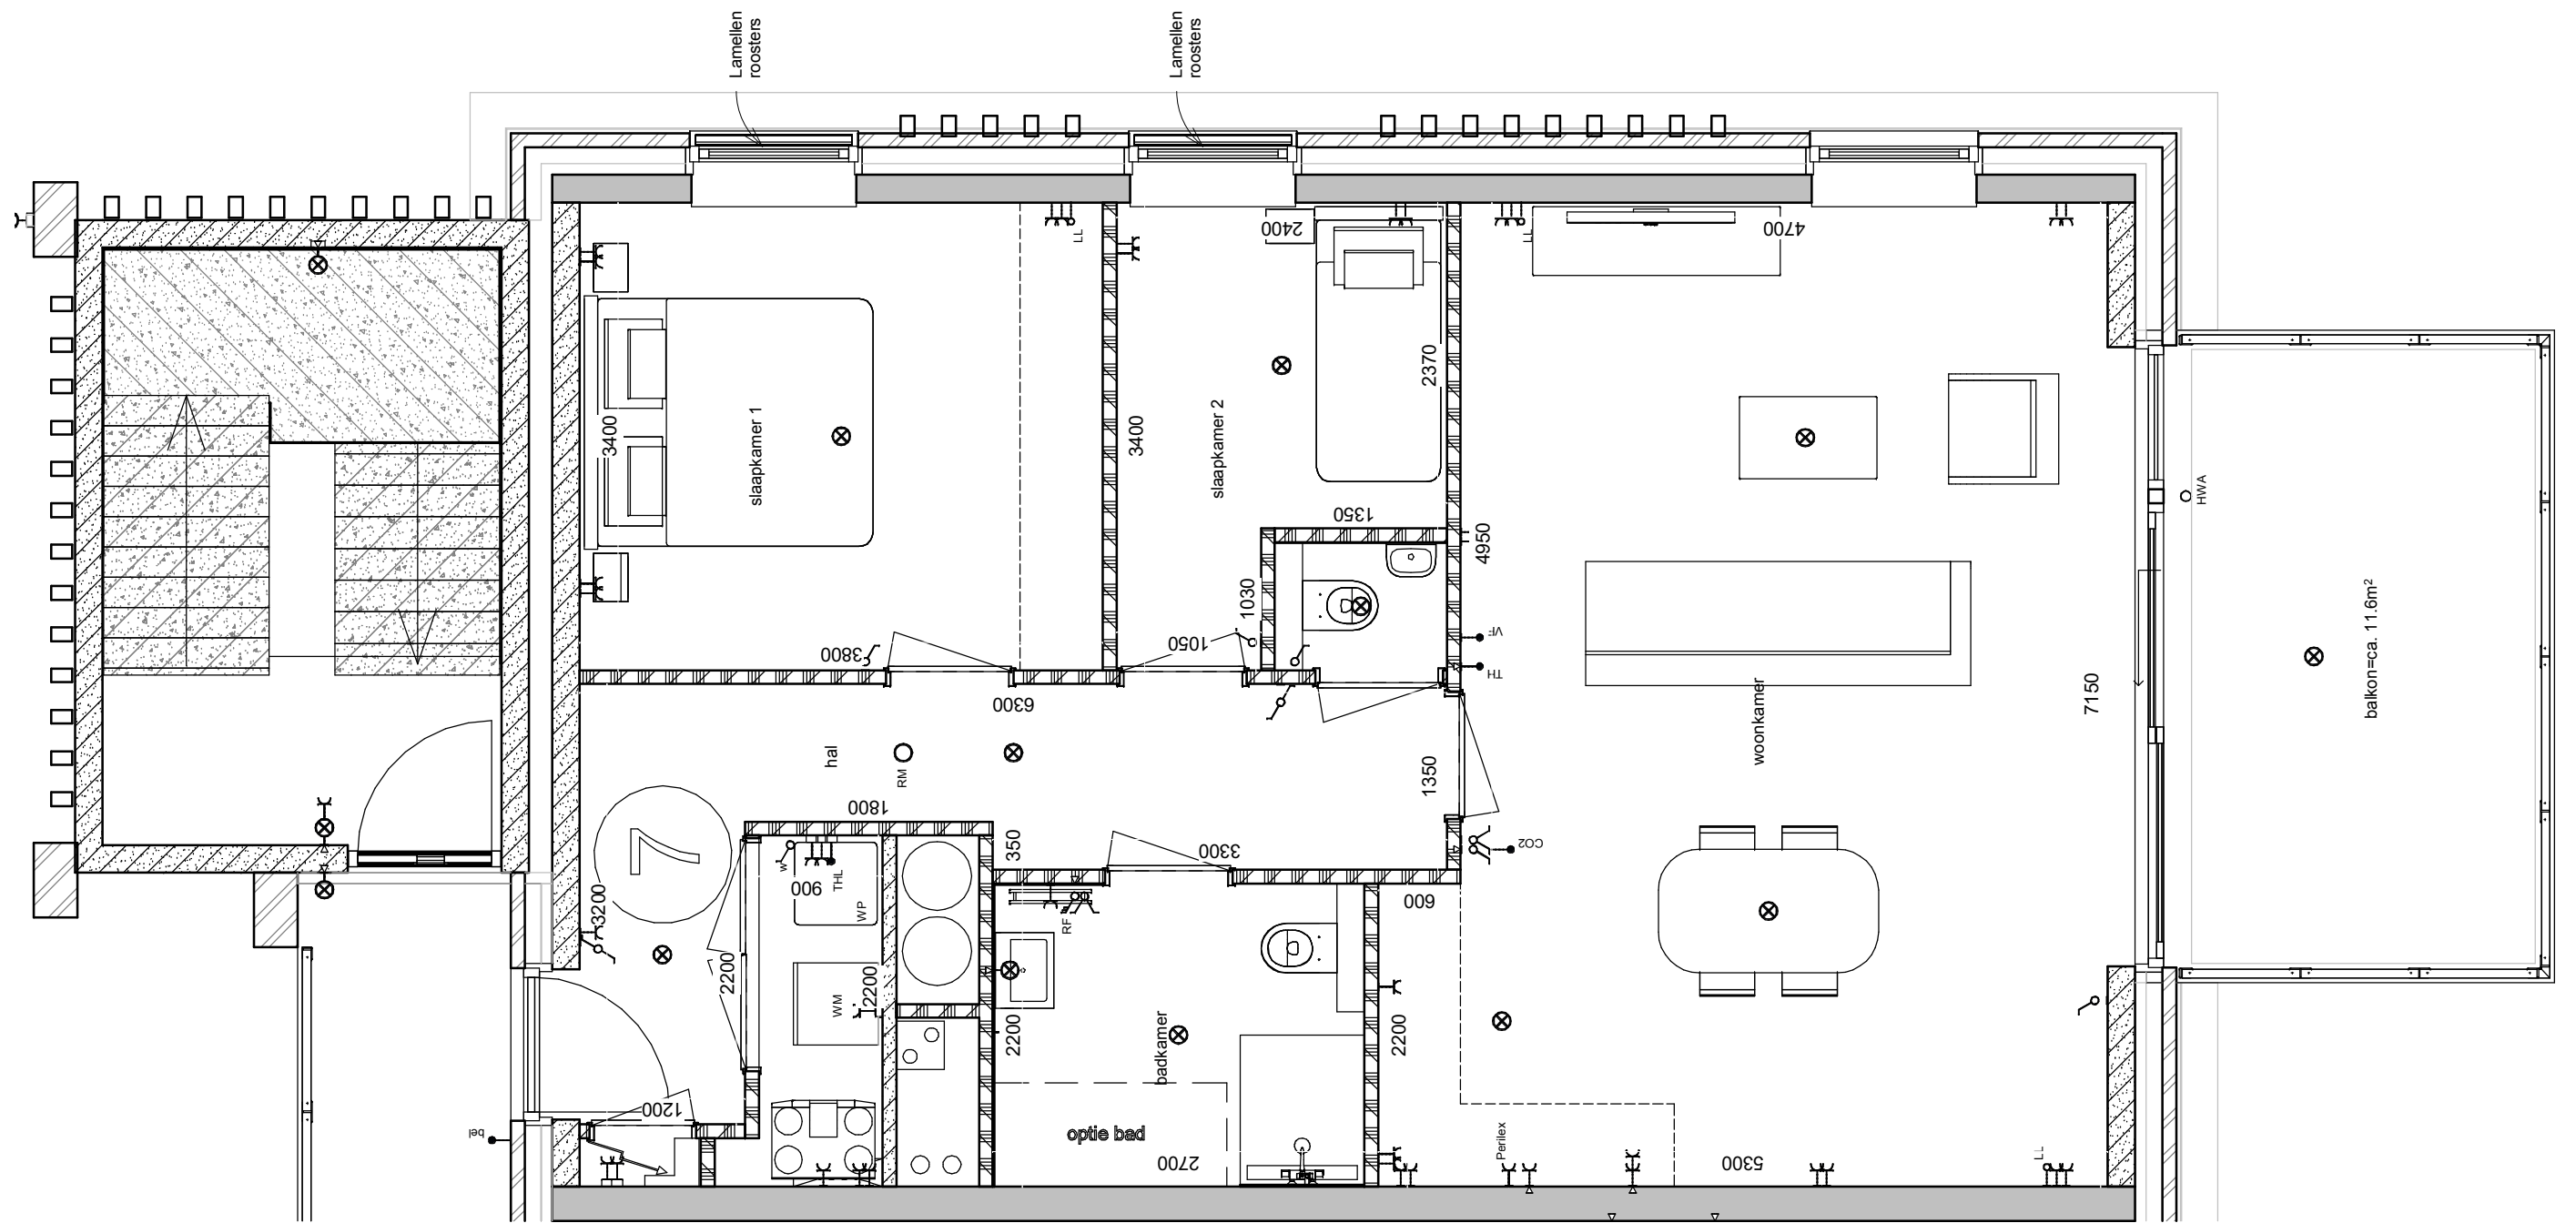 Lamellen
roosters
Lamellen
roosters
LL
2400
LL
4700
3400
slaapkamer 1
3400
slaapkamer 2
2370
1350
4950
HWA
balkon=ca. 11.6m²
1030
3800
1050
VF
TH
6300
woonkamer
7150
hal
RM
1350
1800
350
3300
CO2
7
3200
w
900
THL
WP
RF
600
2200
WM
2200
2200
badkamer
2200
1200
bel
optie bad
2700
Perilex
5300
LL